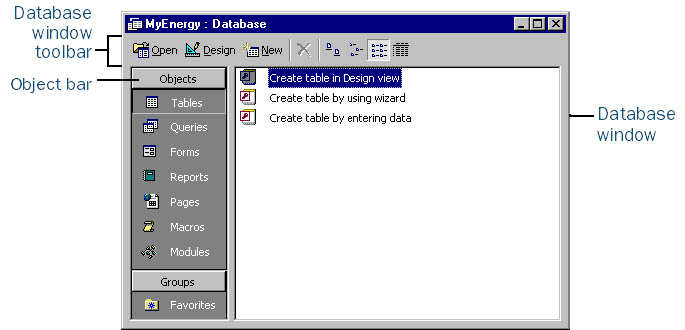 Database
window
toolbar
Object bar
MyEnergy : Database
Open Design New
Objects
Tables
Queries
Forms
Reports
Pages
Macros
Modules
Groups
Favorites
Create table in Design view
Create table by using wizard
Create table by entering data
Database
window